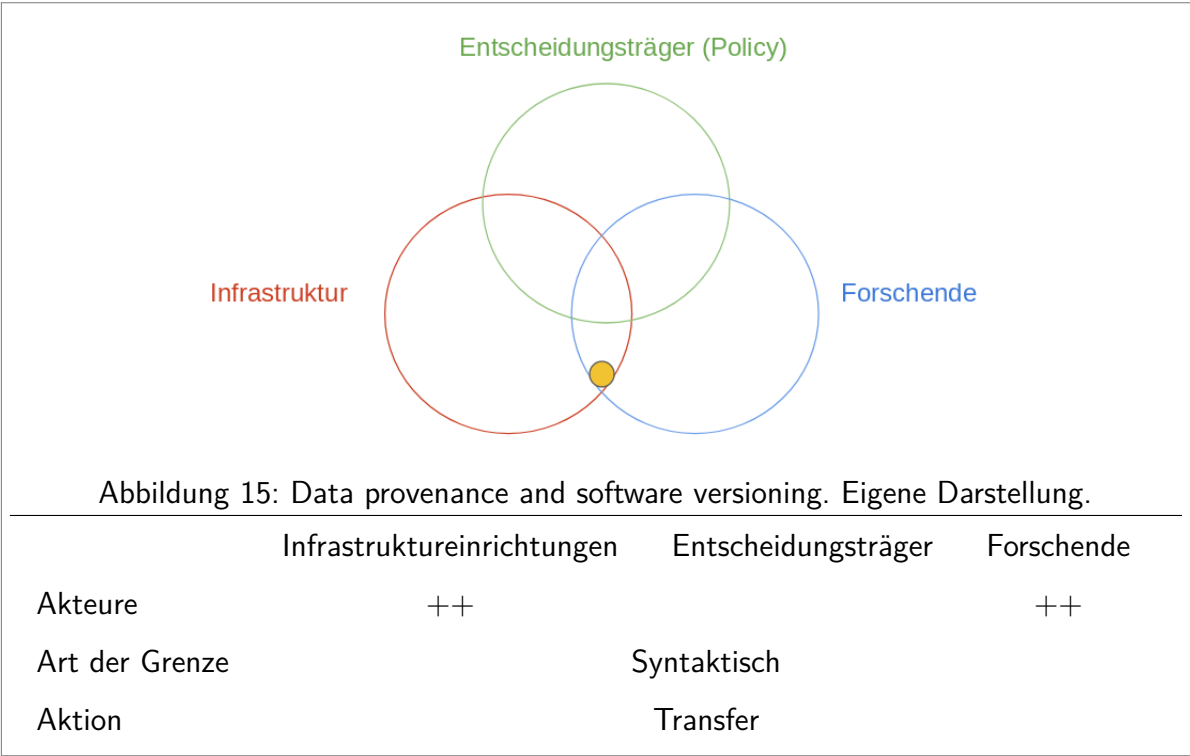 Entscheidungsträger (Policy)
Infrastruktur
Forschende
Abbildung 15: Data provenance and software versioning. Eigene Darstellung.
Infrastruktureinrichtungen Entscheidungsträger Forschende
Akteure ++ ++
Art der Grenze Syntaktisch
Aktion Transfer